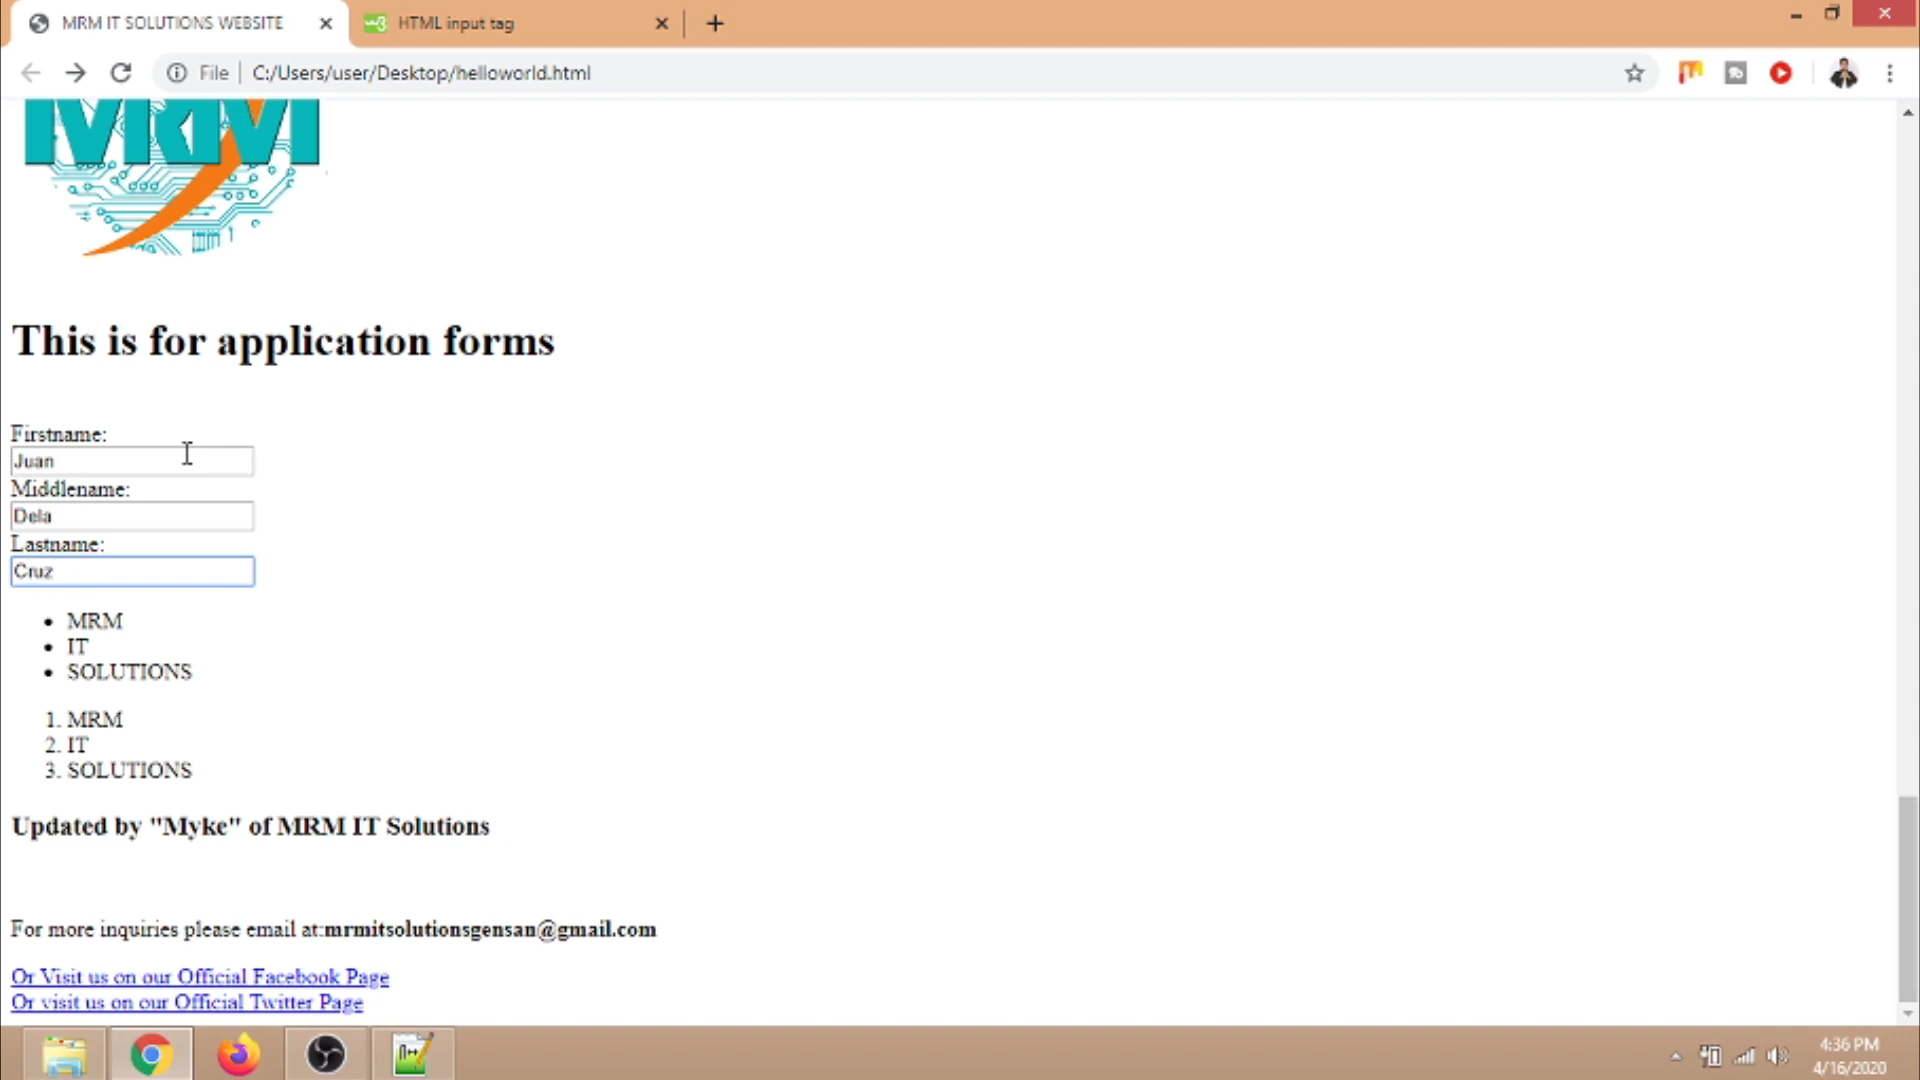 MRM IT SOLUTIONS WEBSITE
HTML input tag
File
C:/Users/user/Desktop/helloworld.html
MRM
This is for application forms
Firstname:
Juan
Middlename:
Dela
Lastname:
Cruz
MRM
IT
SOLUTIONS
1. MRM
2. IT
3. SOLUTIONS
Updated by "Myke" of MRM IT Solutions
For more inquiries please email at:mrmitsolutionsgensan@gmail.com
Or Visit us on our Official Facebook Page
Or visit us on our Official Twitter Page
4:36 PM
4/16/2020